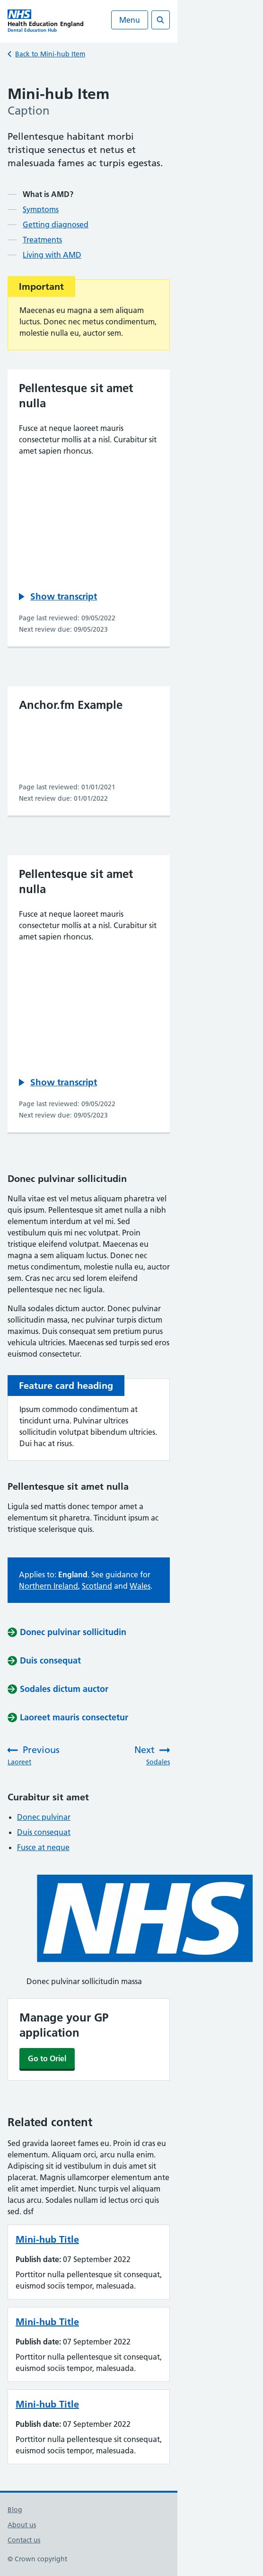 NHS
Health Education England
Dental Education Hub
Menu
Back to Mini-hub Item
Mini-hub Item
Caption
Pellentesque habitant morbi
tristique senectus et netus et
malesuada fames ac turpis egestas.
What is AMD?
Symptoms
Getting diagnosed
Treatments
Living with AMD
Important
Maecenas eu magna a sem aliquam
luctus. Donec nec metus condimentum,
molestie nulla eu, auctor sem.
Pellentesque sit amet
nulla
Fusce at neque laoreet mauris
consectetur mollis at a nisl. Curabitur sit
amet sapien rhoncus.
Show transcript
Page last reviewed: 09/05/2022
Next review due: 09/05/2023
Anchor.fm Example
Page last reviewed: 01/01/2021
Next review due: 01/01/2022
Pellentesque sit amet
nulla
Fusce at neque laoreet mauris
consectetur mollis at a nisl. Curabitur sit
amet sapien rhoncus.
Show transcript
Page last reviewed: 09/05/2022
Next review due: 09/05/2023
Donec pulvinar sollicitudin
Nulla vitae est vel metus aliquam pharetra vel
quis ipsum. Pellentesque sit amet nulla a nibh
elementum interdum at vel mi. Sed
vestibulum quis mi nec volutpat. Proin
tristique eleifend volutpat. Maecenas eu
magna a sem aliquam luctus. Donec nec
metus condimentum, molestie nulla eu, auctor
sem. Cras nec arcu sed lorem eleifend
pellentesque nec nec ligula.
Nulla sodales dictum auctor. Donec pulvinar
sollicitudin massa, nec pulvinar turpis dictum
maximus. Duis consequat sem pretium purus
vehicula ultricies. Maecenas sed turpis sed eros
euismod consectetur.
Feature card heading
Ipsum commodo condimentum at
tincidunt urna. Pulvinar ultrices
sollicitudin volutpat bibendum ultricies.
Dui hac at risus.
Pellentesque sit amet nulla
Ligula sed mattis donec tempor amet a
elementum sit pharetra. Tincidunt ipsum ac
tristique scelerisque quis.
Applies to: England. See guidance for
Northern Ireland, Scotland and Wales.
Donec pulvinar sollicitudin
Duis consequat
Sodales dictum auctor
Laoreet mauris consectetur
Previous Next
Laoreet Sodales
Curabitur sit amet
Donec pulvinar
Duis consequat
Fusce at neque
NHS
Donec pulvinar sollicitudin massa
Manage your GP
application
Go to Oriel
Related content
Sed gravida laoreet fames eu. Proin id cras eu
elementum. Aliquam orci, arcu nulla enim.
Adipiscing sit id vestibulum in duis amet sit
placerat. Magnis ullamcorper elementum ante
elit amet imperdiet. Nunc turpis vel aliquam
lacus arcu. Sodales nullam id lectus orci quis
sed. dsf
Mini-hub Title
Publish date: 07 September 2022
Porttitor nulla pellentesque sit consequat,
euismod sociis tempor, malesuada.
Mini-hub Title
Publish date: 07 September 2022
Porttitor nulla pellentesque sit consequat,
euismod sociis tempor, malesuada.
Mini-hub Title
Publish date: 07 September 2022
Porttitor nulla pellentesque sit consequat,
euismod sociis tempor, malesuada.
Blog
About us
Contact us
© Crown copyright